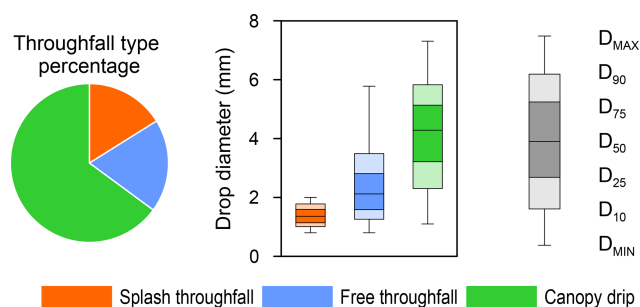 Throughfall type
percentage
Drop diameter (mm)
8
6
4
2
0
DMAX
D90
D75
D50
D25
D10
DMIN
Splash throughfall
Free throughfall
Canopy drip